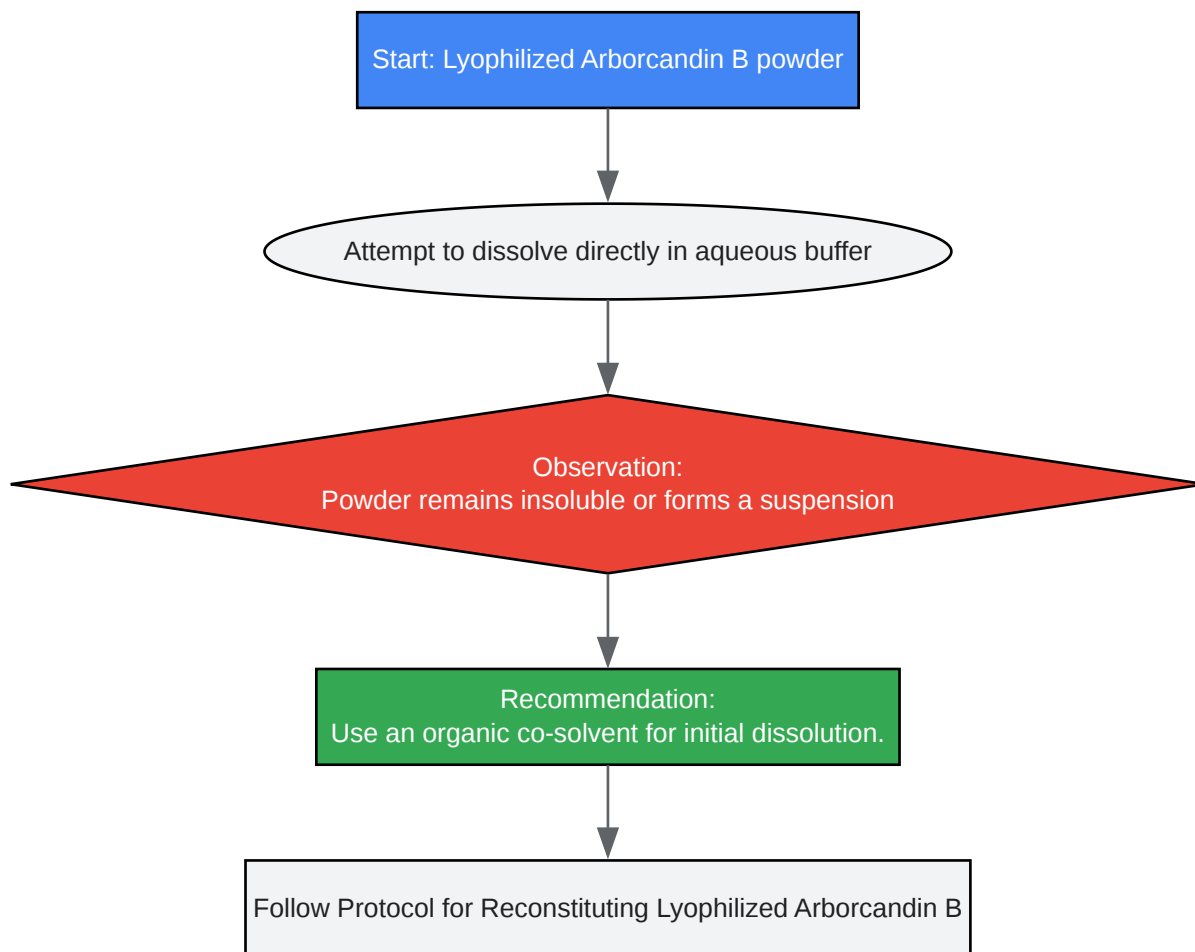 Start: Lyophilized Arborcandin B powder
Attempt to dissolve directly in aqueous buffer
Observation:
Powder remains insoluble or forms a suspension
Recommendation:
Use an organic co-solvent for initial dissolution.
Follow Protocol for Reconstituting Lyophilized Arborcandin B